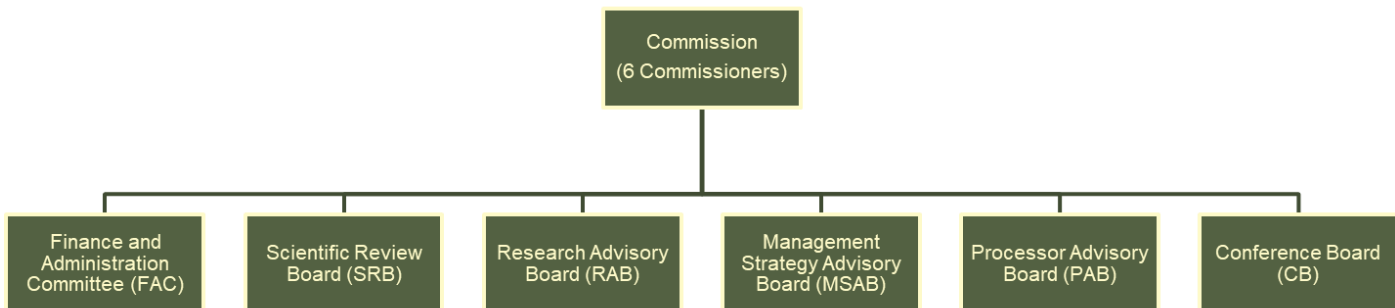 Commission
(6 Commissioners)
Finance and
Administration
Committee (FAC)
Scientific Review
Board (SRB)
Research Advisory
Board (RAB)
Management
Strategy Advisory
Board (MSAB)
Processor Advisory
Board (PAB)
Conference Board
(CB)